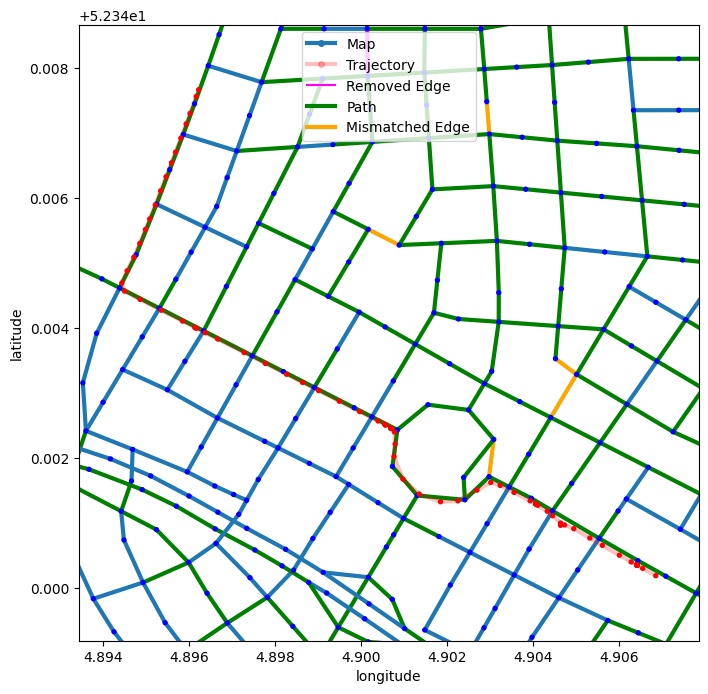 +5.234e1
Map
Trajectory
Removed Edge
Path
Mismatched Edge
0.008
0.006
0.004
0.002
0.000
latitude
4.894 4.896 4.898 4.900 4.902 4.904 4.906
longitude